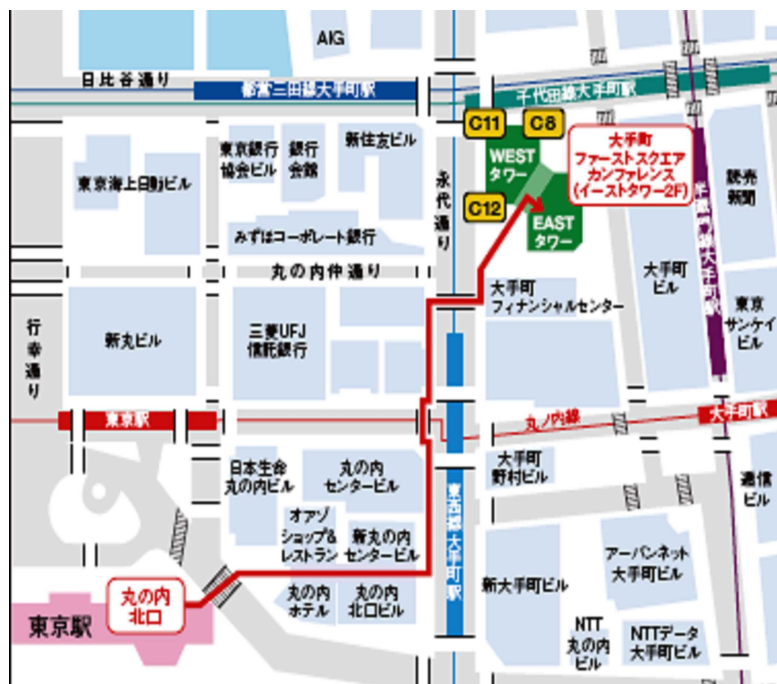 AIG
日比谷通り
都営三田線大手町駅
千代田線大手町駅
C11
C8
大手町
ファーストスクエア
カンファレンス
(イーストタワー2F)
WEST
タワー
C12
EAST
タワー
東京海上日動ビル
東京銀行
協会ビル
銀行
会館
新住友ビル
永代通り
みずほコーポレート銀行
丸の内仲通り
読売
新聞
半蔵門線大手町駅
大手町
ビル
大手町
フィナンシャルセンター
東京
サンケイ
ビル
行幸通り
新丸ビル
三菱UFJ
信託銀行
東京駅
丸ノ内線
大手町駅
日本生命
丸の内ビル
丸の内
センタービル
大手町
野村ビル
逓信
ビル
オアゾ
ショップ&
レストラン
新丸の内
センタービル
東西線大手町駅
アーバンネット
大手町ビル
新大手町ビル
丸の内
北口
東京駅
丸の内
ホテル
丸の内
北口ビル
NTT
丸の内
ビル
NTTデータ
大手町ビル